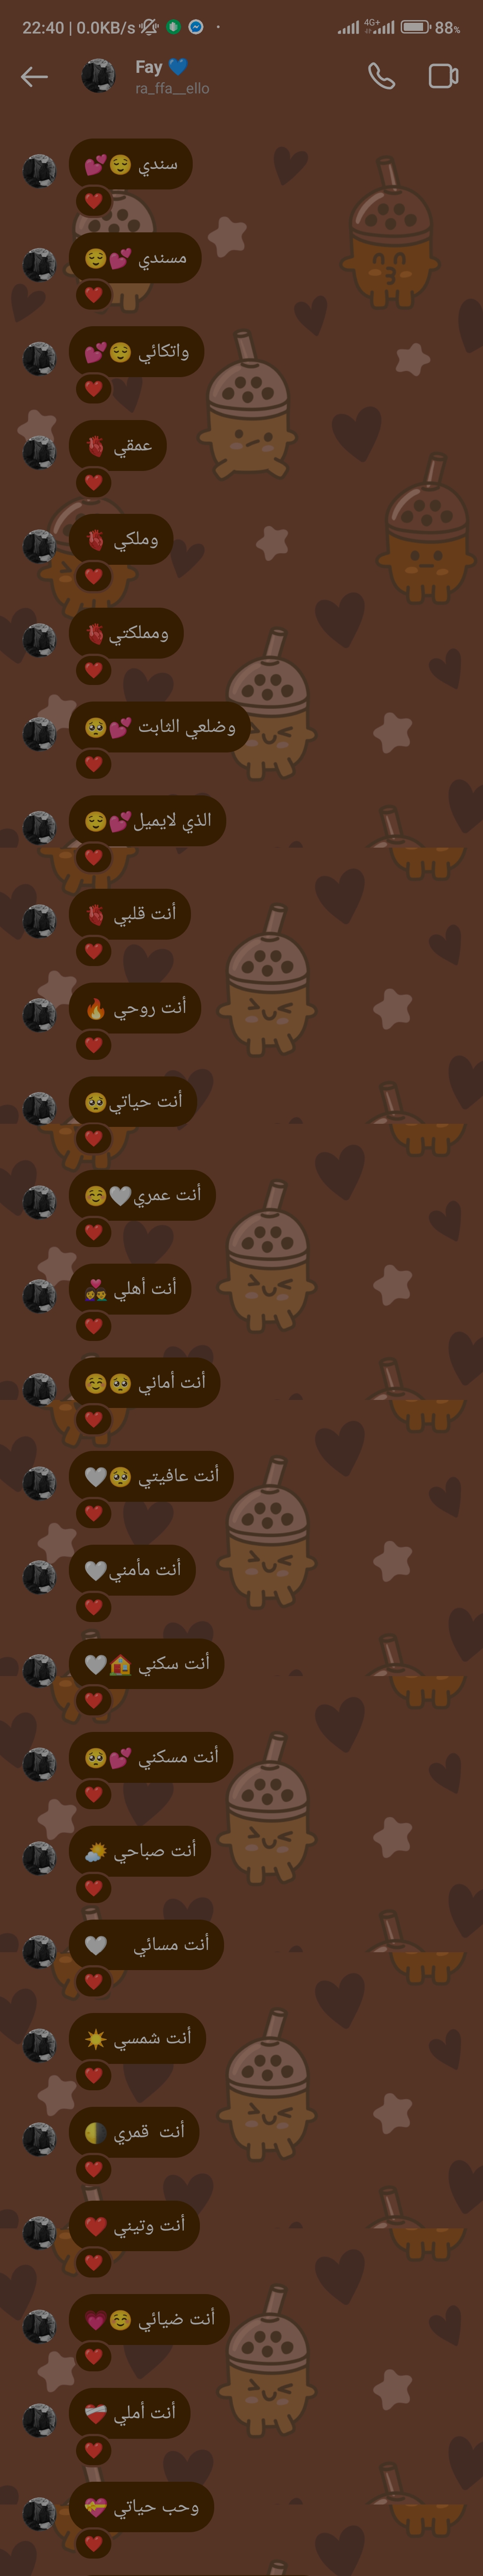 22:40 | 0.0KB/s
4G+
88%
Fay 💙
ra_ffa__ello
سندي 😌💕
مسندي 💕😌
واتكائي 😌💕
عمقي 🫀
وملكي 🫀
ومملكتي 🫀
وضلعي الثابت 💕🥺
الذي لايميل💕😌
أنت قلبي 🫀
أنت روحي 🔥
أنت حياتي🥺
أنت عمري🤍☺️
أنت أهلي 👩‍❤️‍👨
أنت أماني 🥺☺️
أنت عافيتي 🥺🤍
أنت مأمني🤍
أنت سكني 🏠🤍
أنت مسكني 💕🥺
أنت صباحي 🌤️
أنت مسائي 🤍
أنت شمسي ☀️
أنت قمري 🌗
أنت وتيني ❤️
أنت ضيائي ☺️💗
أنت أملي ❤️‍🩹
وحب حياتي 💝